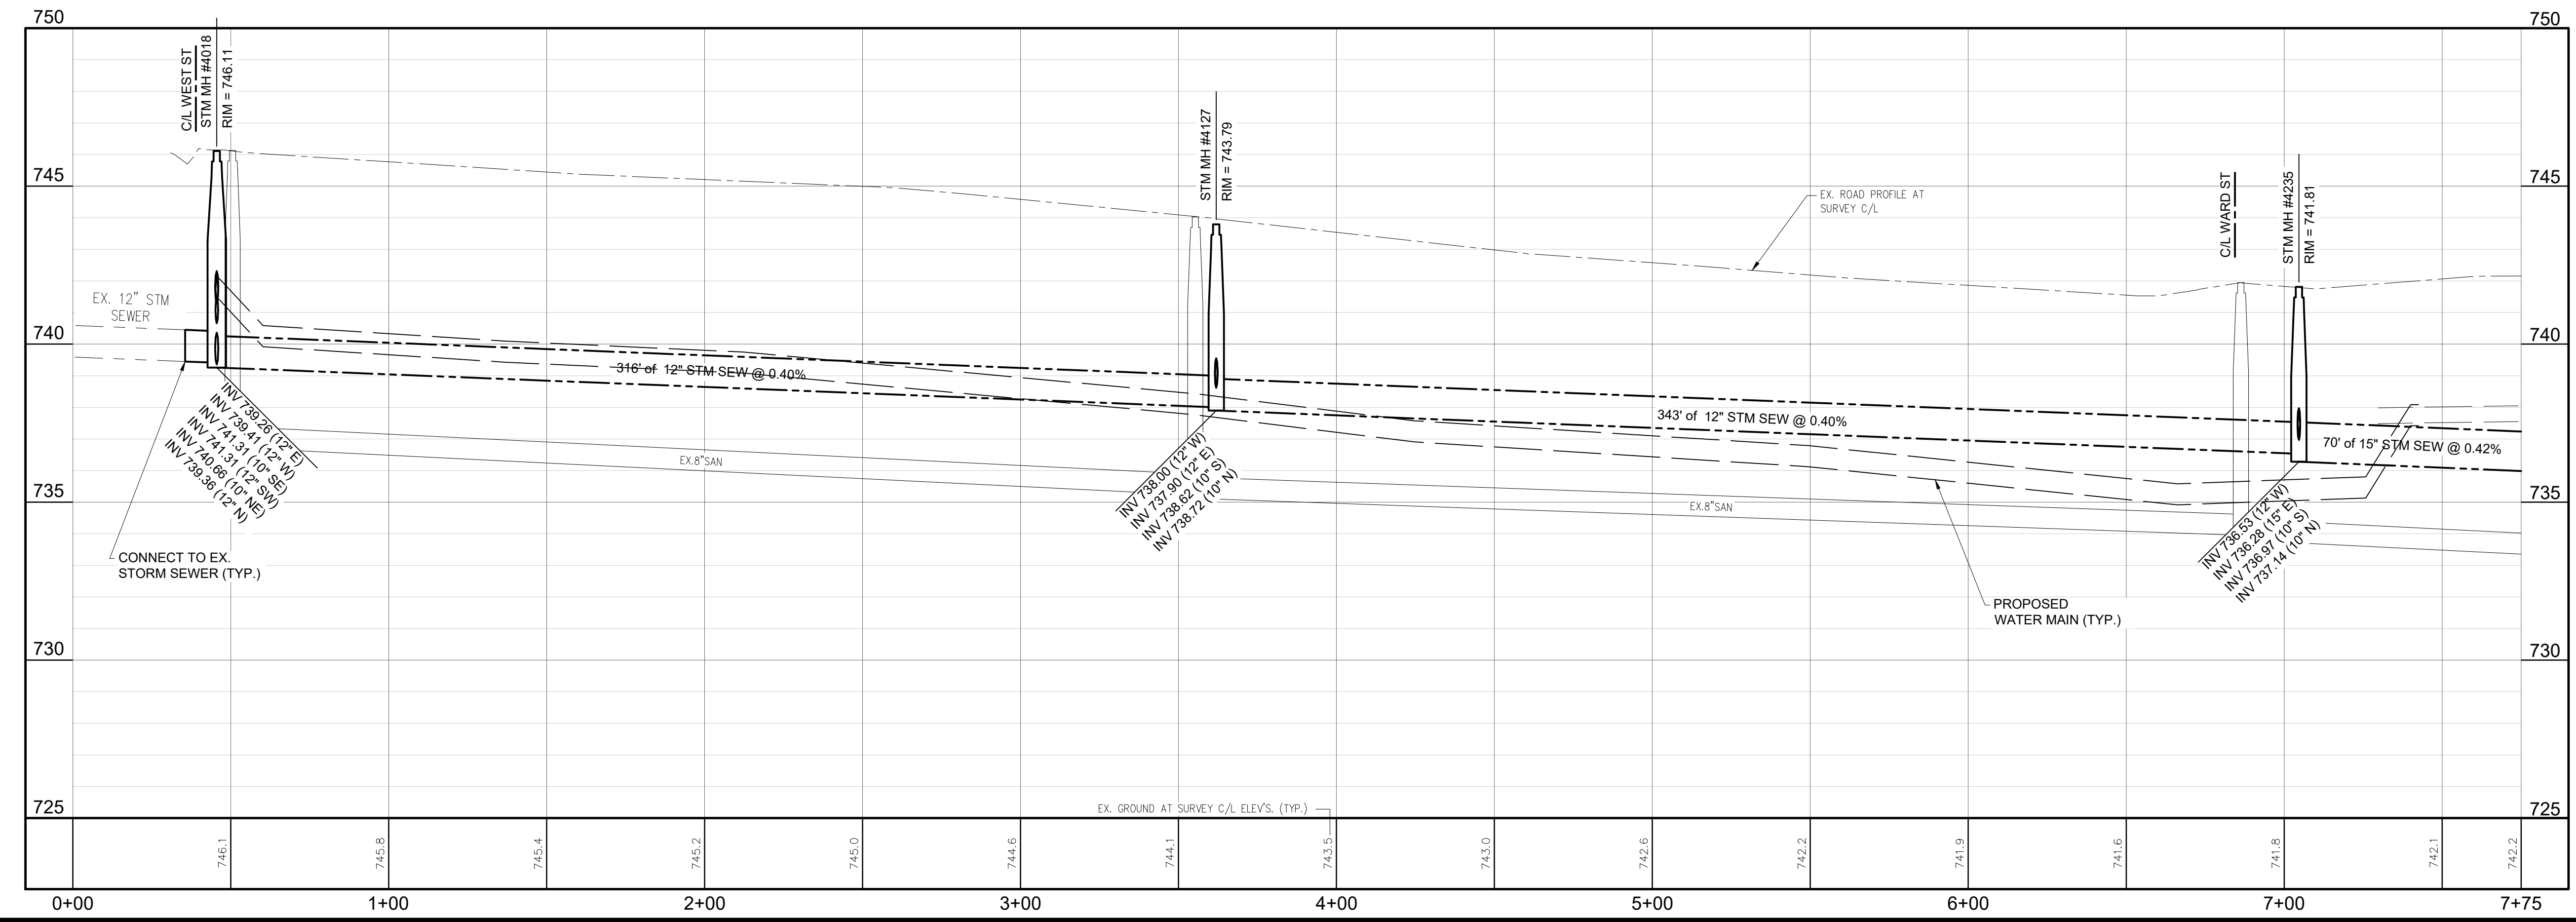 750
750
C/L WEST ST
STM MH #4018
RIM = 746.11
STM MH #4127
RIM = 743.79
C/L WARD ST
STM MH #4235
RIM = 741.81
745
745
EX. ROAD PROFILE AT
SURVEY C/L
EX. 12" STM
SEWER
740
740
316' of 12" STM SEW @ 0.40%
343' of 12" STM SEW @ 0.40%
70' of 15" STM SEW @ 0.42%
INV 739.26 (12" E)
INV 739.41 (12" W)
INV 741.31 (10" SE)
INV 741.31 (12" SW)
INV 740.66 (10" NE)
INV 739.36 (12" N)
EX.8"SAN
INV 738.00 (12" W)
INV 737.90 (12" E)
INV 738.62 (10" S)
INV 738.72 (10" N)
EX.8"SAN
INV 736.53 (12" W)
INV 736.28 (15" E)
INV 736.97 (10" S)
INV 737.14 (10" N)
735
735
CONNECT TO EX.
STORM SEWER (TYP.)
PROPOSED
WATER MAIN (TYP.)
730
730
725
725
EX. GROUND AT SURVEY C/L ELEV'S. (TYP.)
746.1
745.8
745.4
745.2
745.0
744.6
744.1
743.5
743.0
742.6
742.2
741.9
741.6
741.8
742.1
742.2
0+00
1+00
2+00
3+00
4+00
5+00
6+00
7+00
7+75